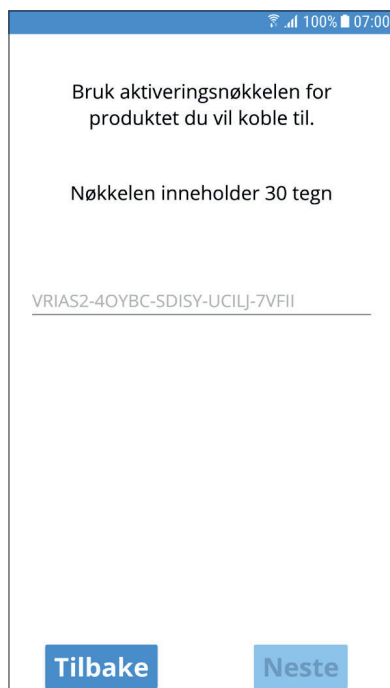 100% 07:00
Bruk aktiveringsnøkkelen for
produktet du vil koble til.
Nøkkelen inneholder 30 tegn
VRIAS2-4OYBC-SDISY-UCILJ-7VFII
Tilbake
Neste